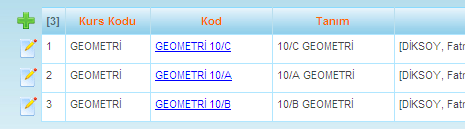 [3] Kurs Kodu Kod Tanım
1 GEOMETRİ GEOMETRİ 10/C 10/C GEOMETRİ [DİKSOY, Fatr
2 GEOMETRİ GEOMETRİ 10/A 10/A GEOMETRİ [DİKSOY, Fatr
3 GEOMETRİ GEOMETRİ 10/B 10/B GEOMETRİ [DİKSOY, Fatr